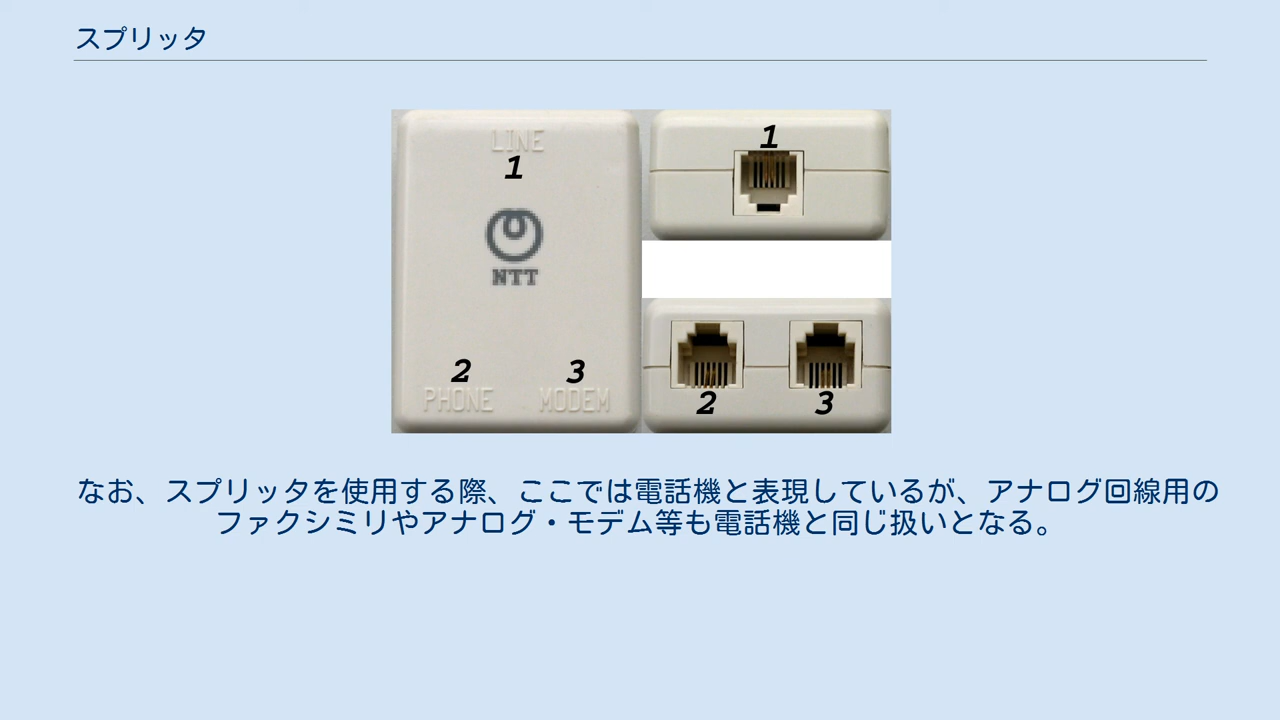 スプリッタ
LINE
1
NTT
2
3
PHONE
MODEM
1
2
3
なお、スプリッタを使用する際、ここでは電話機と表現しているが、アナログ回線用の
ファクシミリやアナログ・モデム等も電話機と同じ扱いとなる。